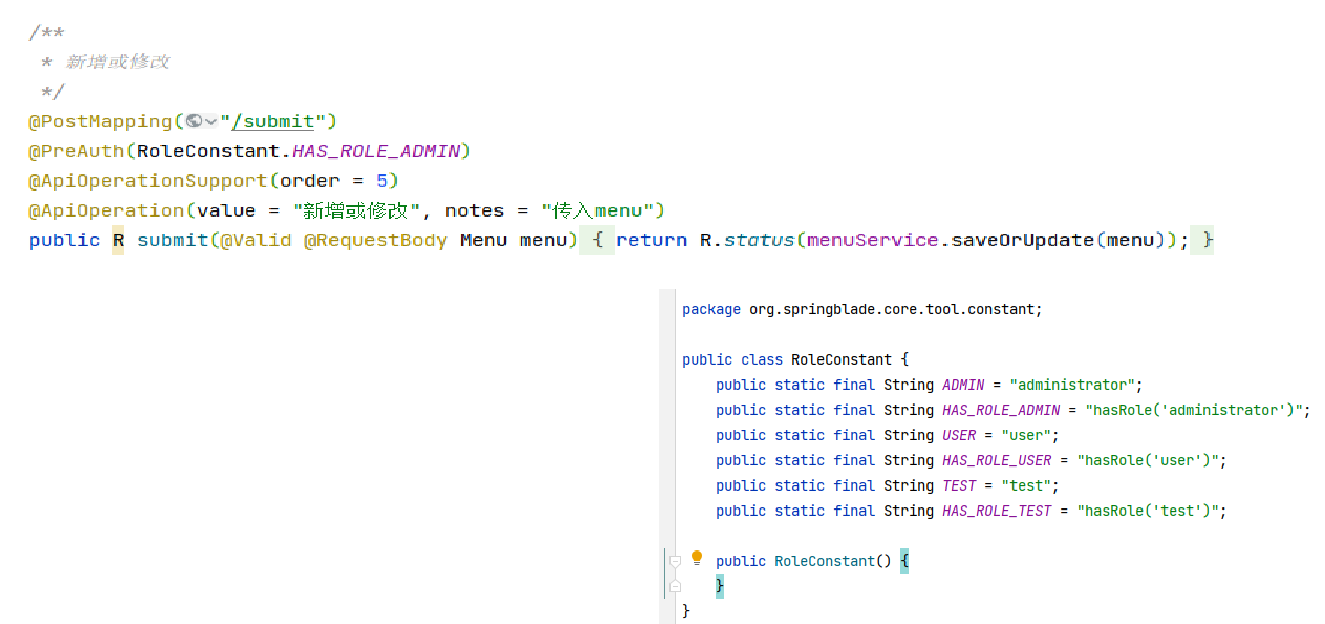 /**
 * 新增或修改
 */
@PostMapping("/submit")
@PreAuth(RoleConstant.HAS_ROLE_ADMIN)
@ApiOperationSupport(order = 5)
@ApiOperation(value = "新增或修改", notes = "传入menu")
public R submit(@Valid @RequestBody Menu menu) { return R.status(menuService.saveOrUpdate(menu)); }
package org.springblade.core.tool.constant;
public class RoleConstant {
public static final String ADMIN = "administrator";
public static final String HAS_ROLE_ADMIN = "hasRole('administrator')";
public static final String USER = "user";
public static final String HAS_ROLE_USER = "hasRole('user')";
public static final String TEST = "test";
public static final String HAS_ROLE_TEST = "hasRole('test')";
public RoleConstant() {
}
}